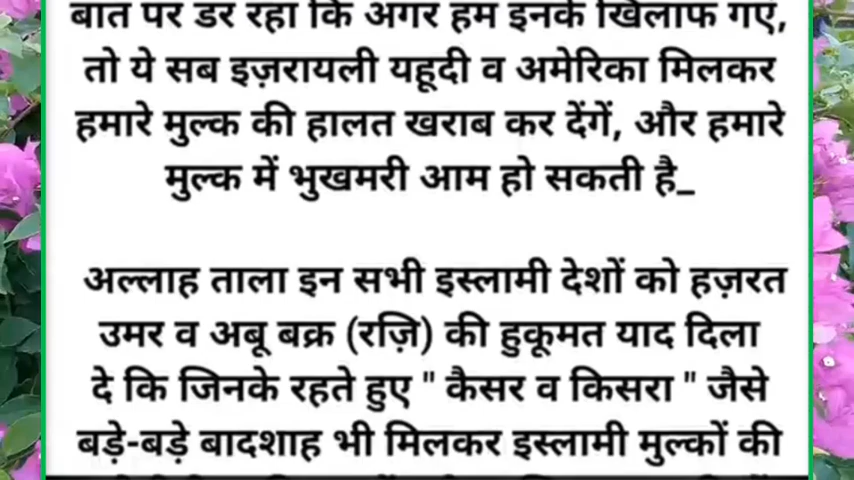 बात पर डर रहा कि अगर हम इनके खिलाफ गए,
तो ये सब इज़रायली यहूदी व अमेरिका मिलकर
हमारे मुल्क की हालत खराब कर देंगें, और हमारे
मुल्क में भुखमरी आम हो सकती है_
अल्लाह ताला इन सभी इस्लामी देशों को हज़रत
उमर व अबू बक्र (रज़ि) की हुकूमत याद दिला
दे कि जिनके रहते हुए " कैसर व किसरा " जैसे
बड़े-बड़े बादशाह भी मिलकर इस्लामी मुल्कों की